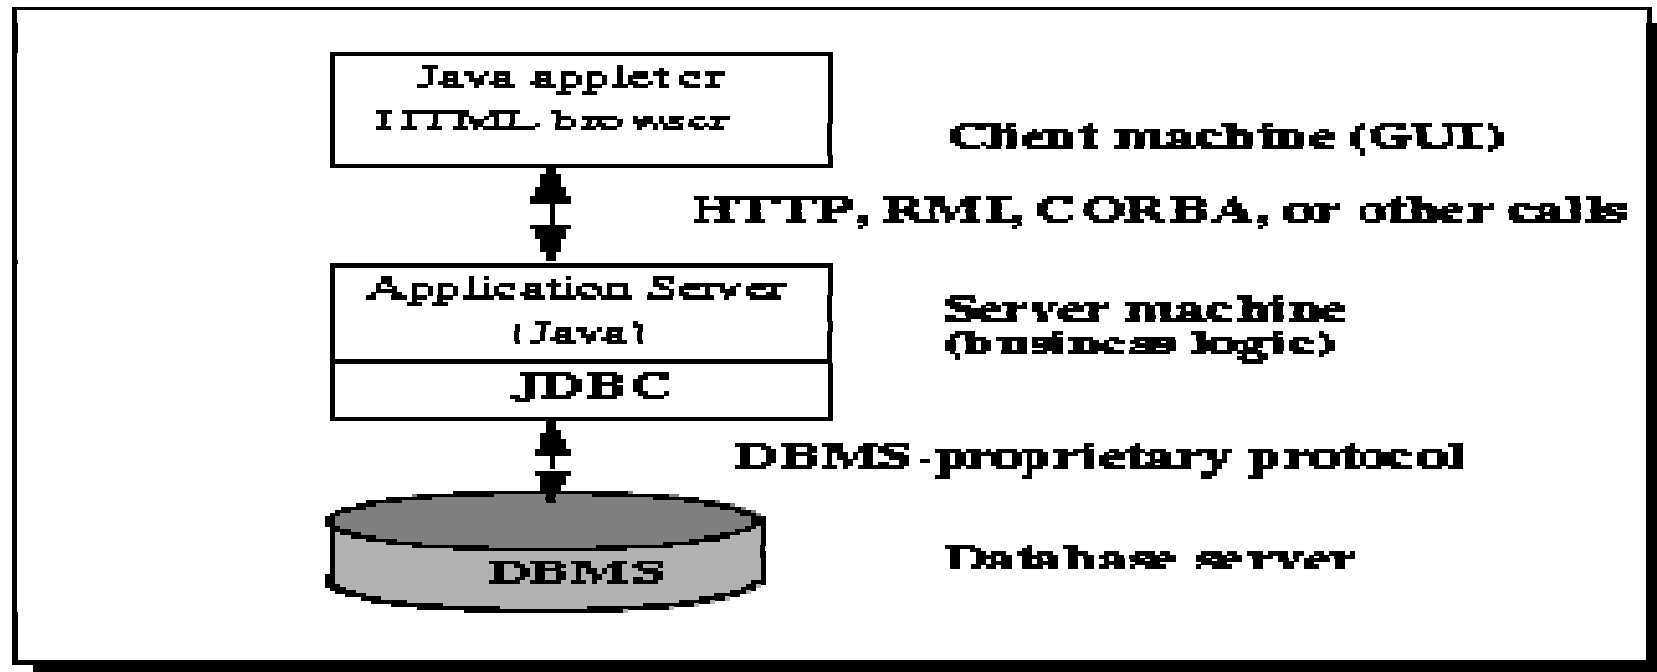 Java applet or
HTML browser
Client machine (GUI)
HTTP, RMI, CORBA, or other calls
Application Server
(Java)
Server machine
(business logic)
JDBC
DBMS-proprietary protocol
DBMS
Database server